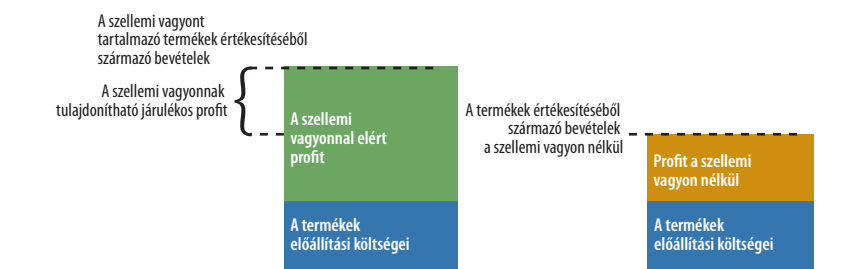 A szellemi vagyont
tartalmazó termékek értékesítéséből
származó bevételek
A szellemi vagyonnak
tulajdonítható járulékos profit
A szellemi
vagyonnal elért
profit
A termékek
előállítási költségei
A termékek értékesítéséből
származó bevételek
a szellemi vagyon nélkül
Profit a szellemi
vagyon nélkül
A termékek
előállítási költségei